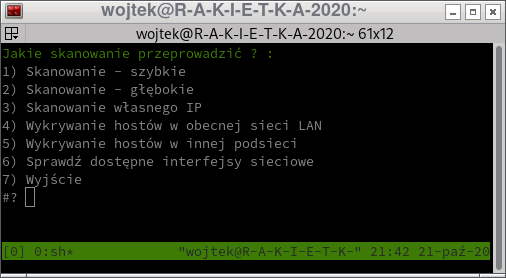 wojtek@R-A-K-I-E-T-K-A-2020:~
wojtek@R-A-K-I-E-T-K-A-2020:~ 61x12
Jakie skanowanie przeprowadzić ? :
1) Skanowanie - szybkie
2) Skanowanie - głębokie
3) Skanowanie własnego IP
4) Wykrywanie hostów w obecnej sieci LAN
5) Wykrywanie hostów w innej podsieci
6) Sprawdź dostępne interfejsy sieciowe
7) Wyjście
#?
[0] 0:sh* "wojtek@R-A-K-I-E-T-K-" 21:42 21-paź-20